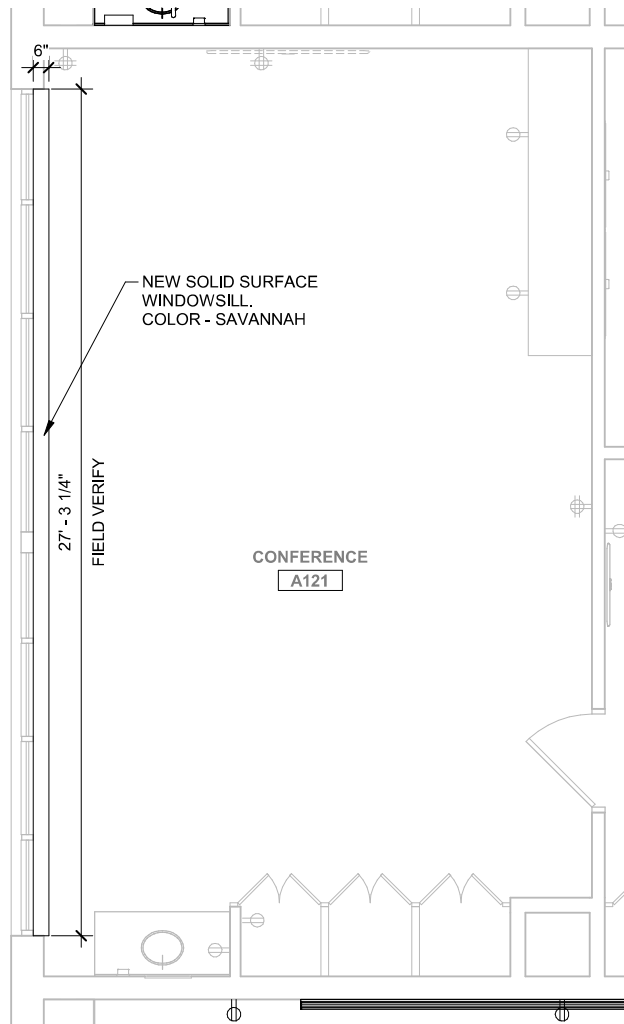 6"
NEW SOLID SURFACE
WINDOWSILL.
COLOR - SAVANNAH
27' - 3 1/4"
FIELD VERIFY
CONFERENCE
A121